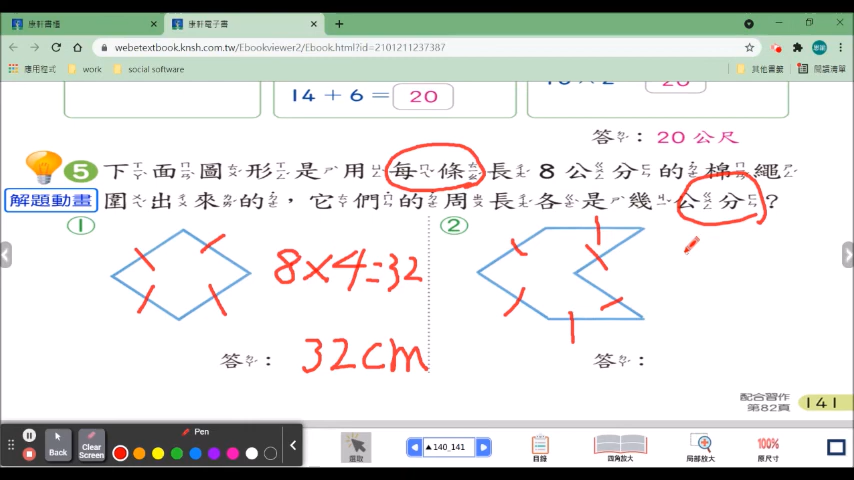 康軒書櫃
康軒電子書
webetextbook.knsh.com.tw/Ebookviewer2/Ebook.html?id=2101211237387
應用程式 work social software 其他書籤 閱讀清單
14 + 6 = 20
20
答：20公尺
5 下面圖形是用每條長 8 公分的棉繩
解題動畫 圍出來的，它們的周長各是幾公分？
① ②
8×4=32
答： 32cm 答：
配合習作
第82頁
141
Pen
Back Clear Screen
選取 140_141 目錄 四角放大 局部放大 100% 原尺寸